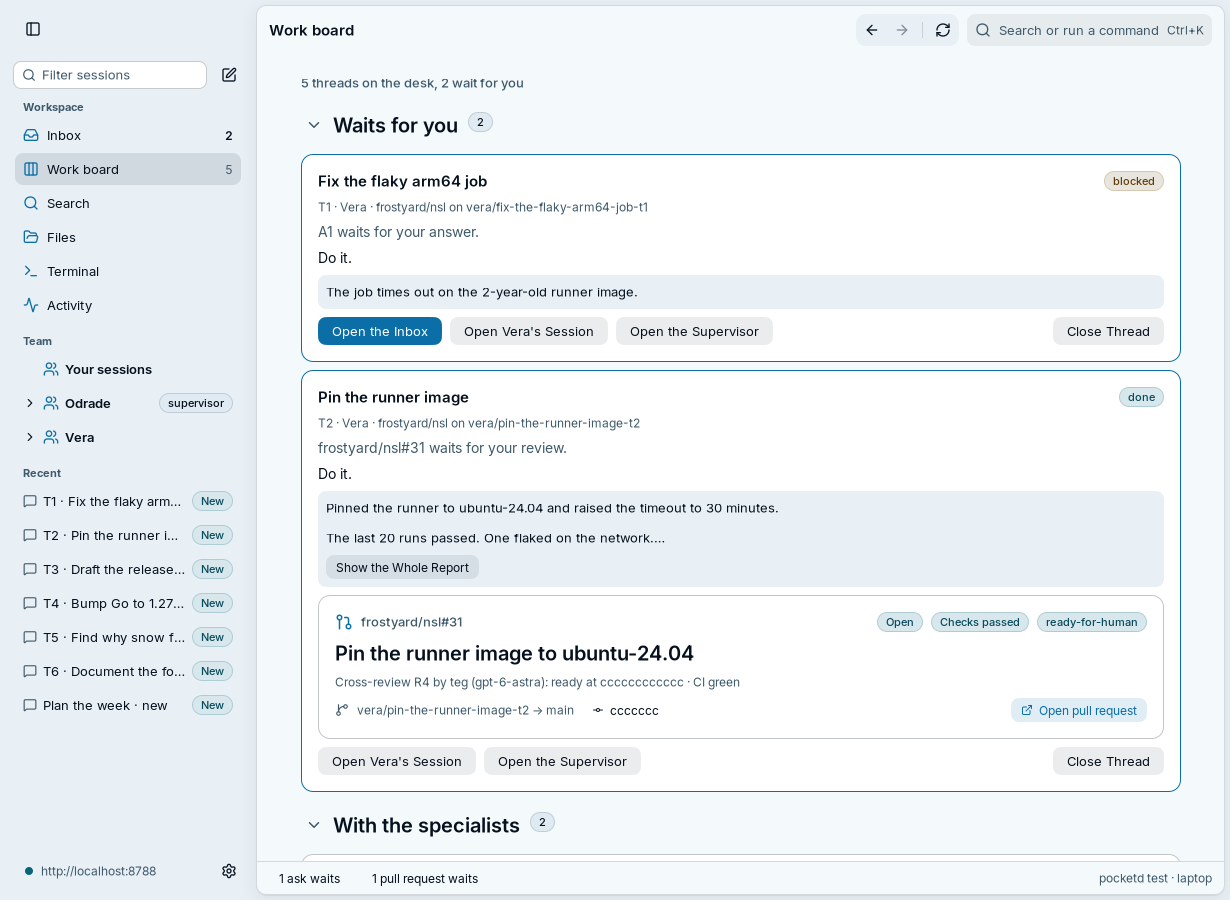 Filter sessions
Workspace
Inbox 2
Work board 5
Search
Files
Terminal
Activity
Team
Your sessions
Odrade supervisor
Vera
Recent
T1 · Fix the flaky arm... New
T2 · Pin the runner i... New
T3 · Draft the release... New
T4 · Bump Go to 1.27... New
T5 · Find why snow f... New
T6 · Document the fo... New
Plan the week · new New
http://localhost:8788
Work board
Search or run a command Ctrl+K
5 threads on the desk, 2 wait for you
Waits for you 2
Fix the flaky arm64 job blocked
T1 · Vera · frostyard/nsl on vera/fix-the-flaky-arm64-job-t1
A1 waits for your answer.
Do it.
The job times out on the 2-year-old runner image.
Open the Inbox Open Vera's Session Open the Supervisor Close Thread
Pin the runner image done
T2 · Vera · frostyard/nsl on vera/pin-the-runner-image-t2
frostyard/nsl#31 waits for your review.
Do it.
Pinned the runner to ubuntu-24.04 and raised the timeout to 30 minutes.
The last 20 runs passed. One flaked on the network....
Show the Whole Report
frostyard/nsl#31 Open Checks passed ready-for-human
Pin the runner image to ubuntu-24.04
Cross-review R4 by teg (gpt-6-astra): ready at cccccccccccc · CI green
vera/pin-the-runner-image-t2 → main ccccccc Open pull request
Open Vera's Session Open the Supervisor Close Thread
With the specialists 2
1 ask waits 1 pull request waits pocketd test · laptop